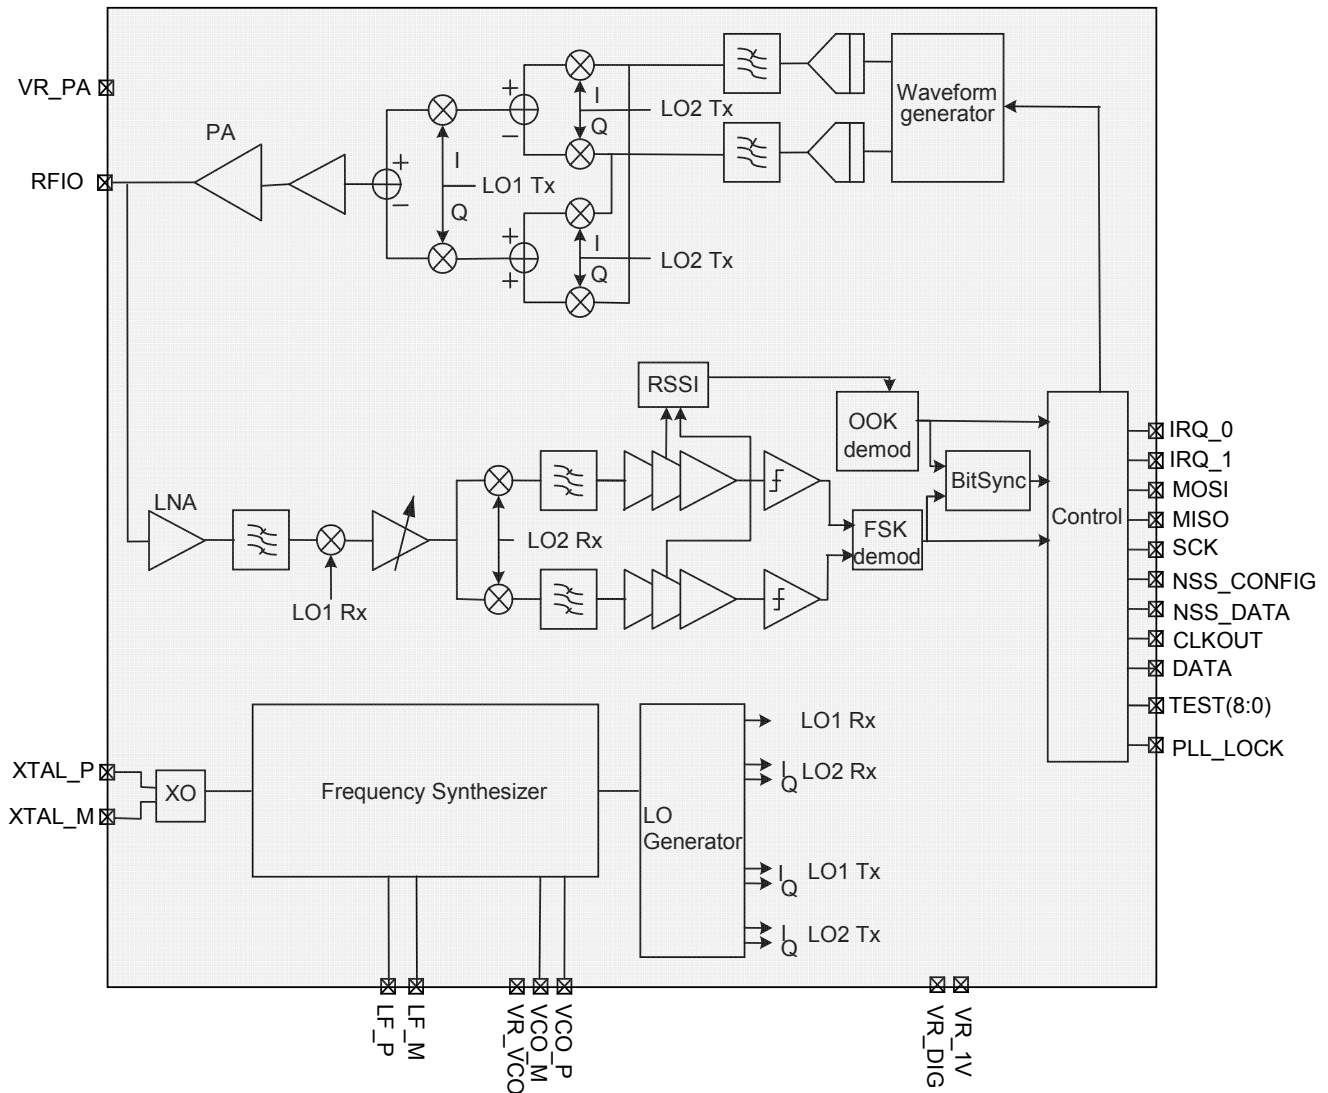 VR_PA
PA
RFIO
+
−
+
−
I
Q
LO1 Tx
+
−
I
Q
LO2 Tx
+
+
I
Q
LO2 Tx
Waveform
generator
RSSI
OOK
demod
BitSync
FSK
demod
Control
LNA
LO1 Rx
LO2 Rx
IRQ_0
IRQ_1
MOSI
MISO
SCK
NSS_CONFIG
NSS_DATA
CLKOUT
DATA
TEST(8:0)
PLL_LOCK
XTAL_P
XTAL_M
XO
Frequency Synthesizer
LO
Generator
LO1 Rx
I
Q
LO2 Rx
I
Q
LO1 Tx
I
Q
LO2 Tx
LF_P
LF_M
VR_VCO
VCO_M
VCO_P
VR_DIG
VR_1V